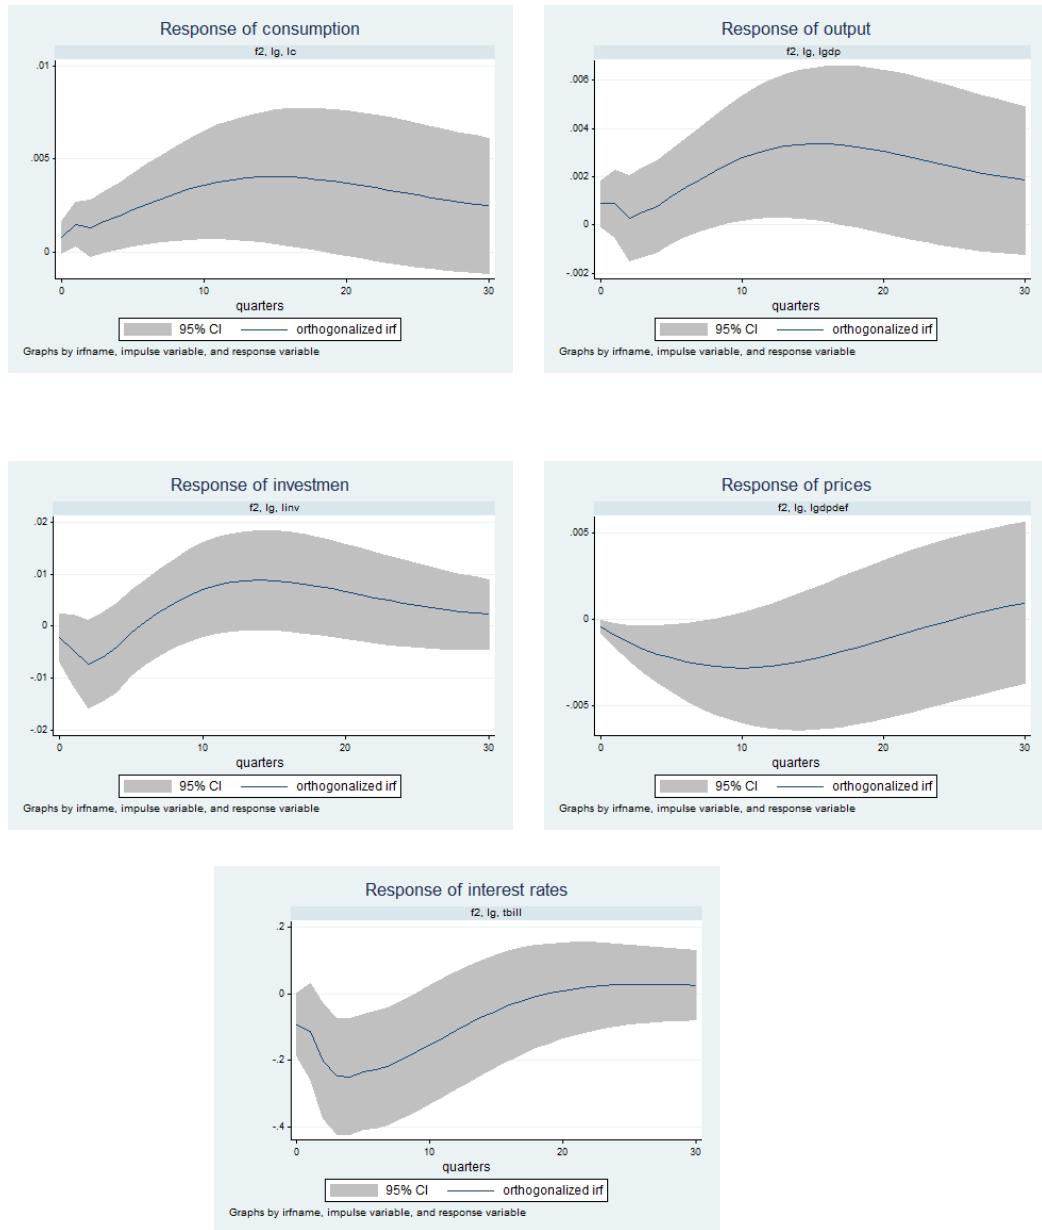 Response of consumption
f2, lg, lc
.01
.005
0
0
10
20
30
quarters
95% CI
orthogonalized irf
Graphs by irfname, impulse variable, and response variable
Response of output
f2, lg, lgdp
.006
.004
.002
0
-.002
0
10
20
30
quarters
95% CI
orthogonalized irf
Graphs by irfname, impulse variable, and response variable
Response of investmen
f2, lg, linv
.02
.01
0
-.01
-.02
0
10
20
30
quarters
95% CI
orthogonalized irf
Graphs by irfname, impulse variable, and response variable
Response of prices
f2, lg, lgdpdef
.005
0
-.005
0
10
20
30
quarters
95% CI
orthogonalized irf
Graphs by irfname, impulse variable, and response variable
Response of interest rates
f2, lg, tbill
.2
0
-.2
-.4
0
10
20
30
quarters
95% CI
orthogonalized irf
Graphs by irfname, impulse variable, and response variable